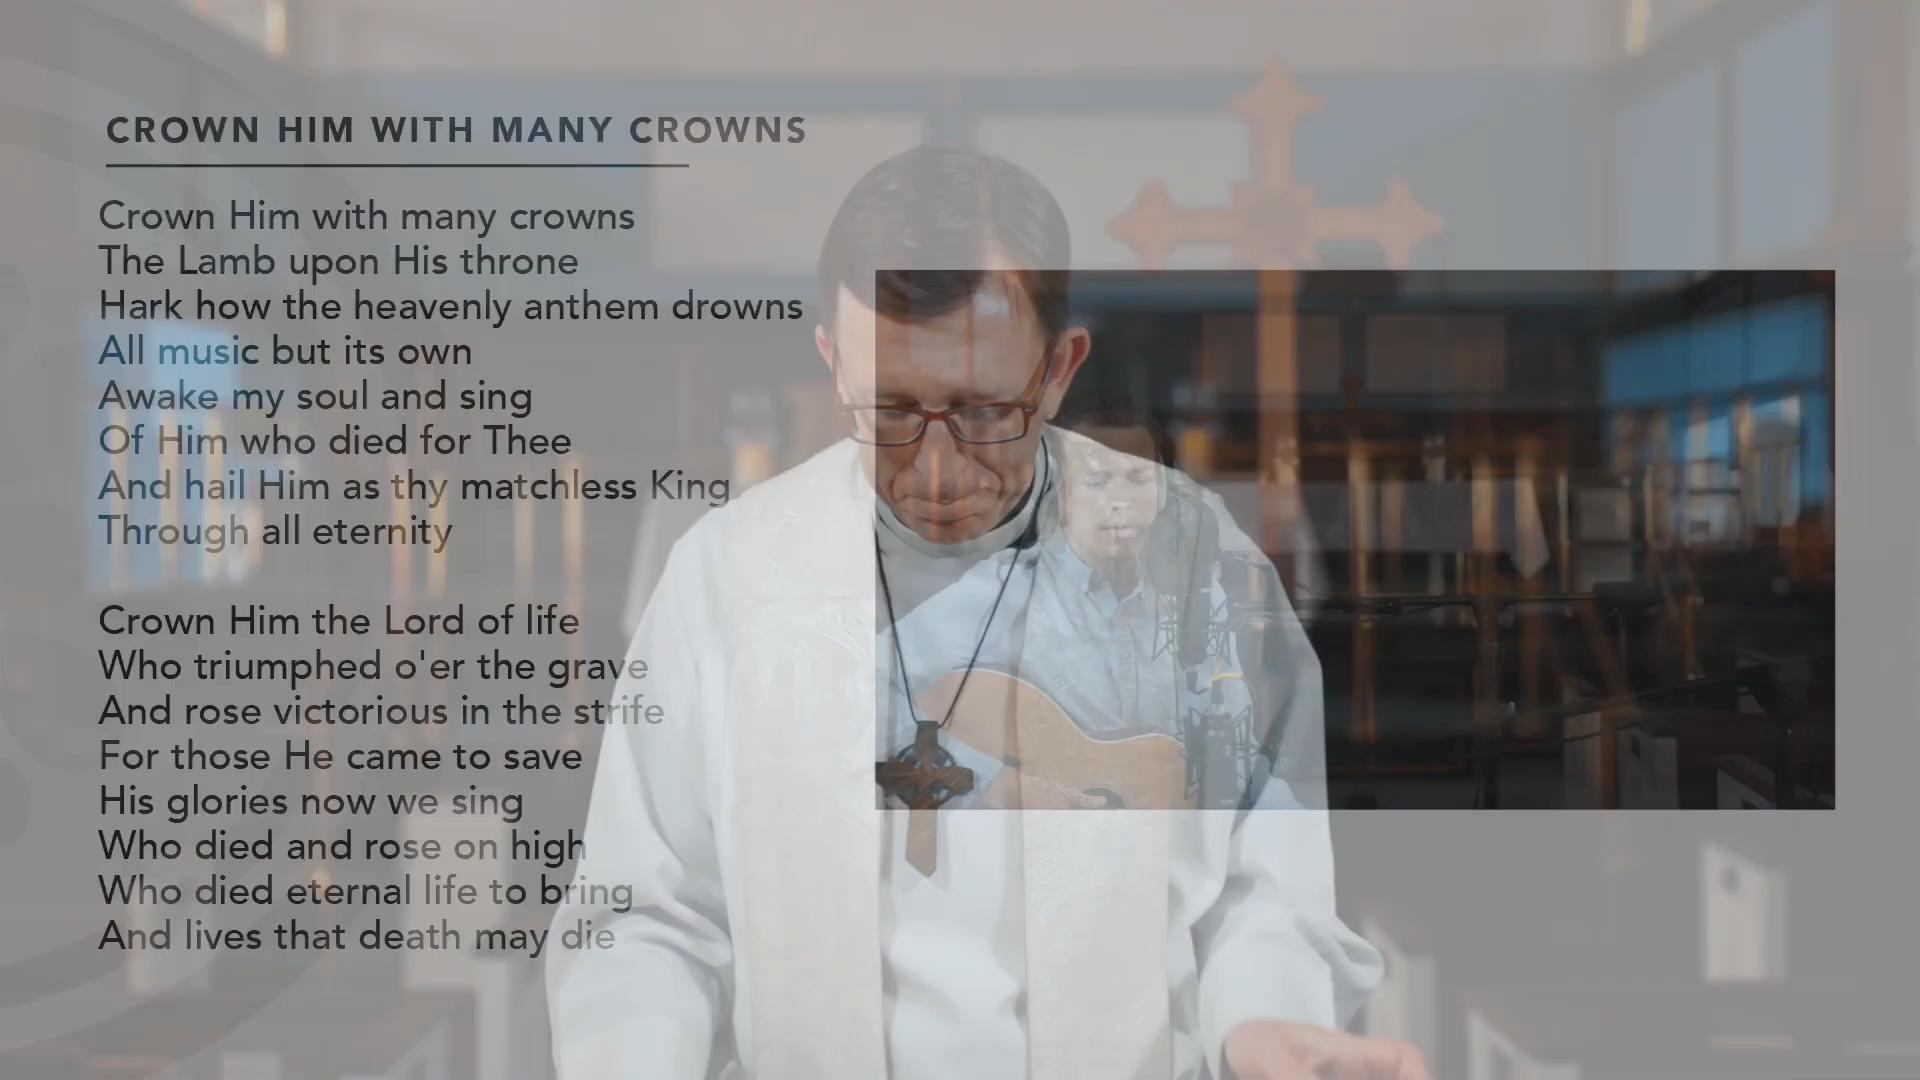 CROWN HIM WITH MANY CROWNS
Crown Him with many crowns
The Lamb upon His throne
Hark how the heavenly anthem drowns
All music but its own
Awake my soul and sing
Of Him who died for Thee
And hail Him as thy matchless King
Through all eternity
Crown Him the Lord of life
Who triumphed o'er the grave
And rose victorious in the strife
For those He came to save
His glories now we sing
Who died and rose on high
Who died eternal life to bring
And lives that death may die